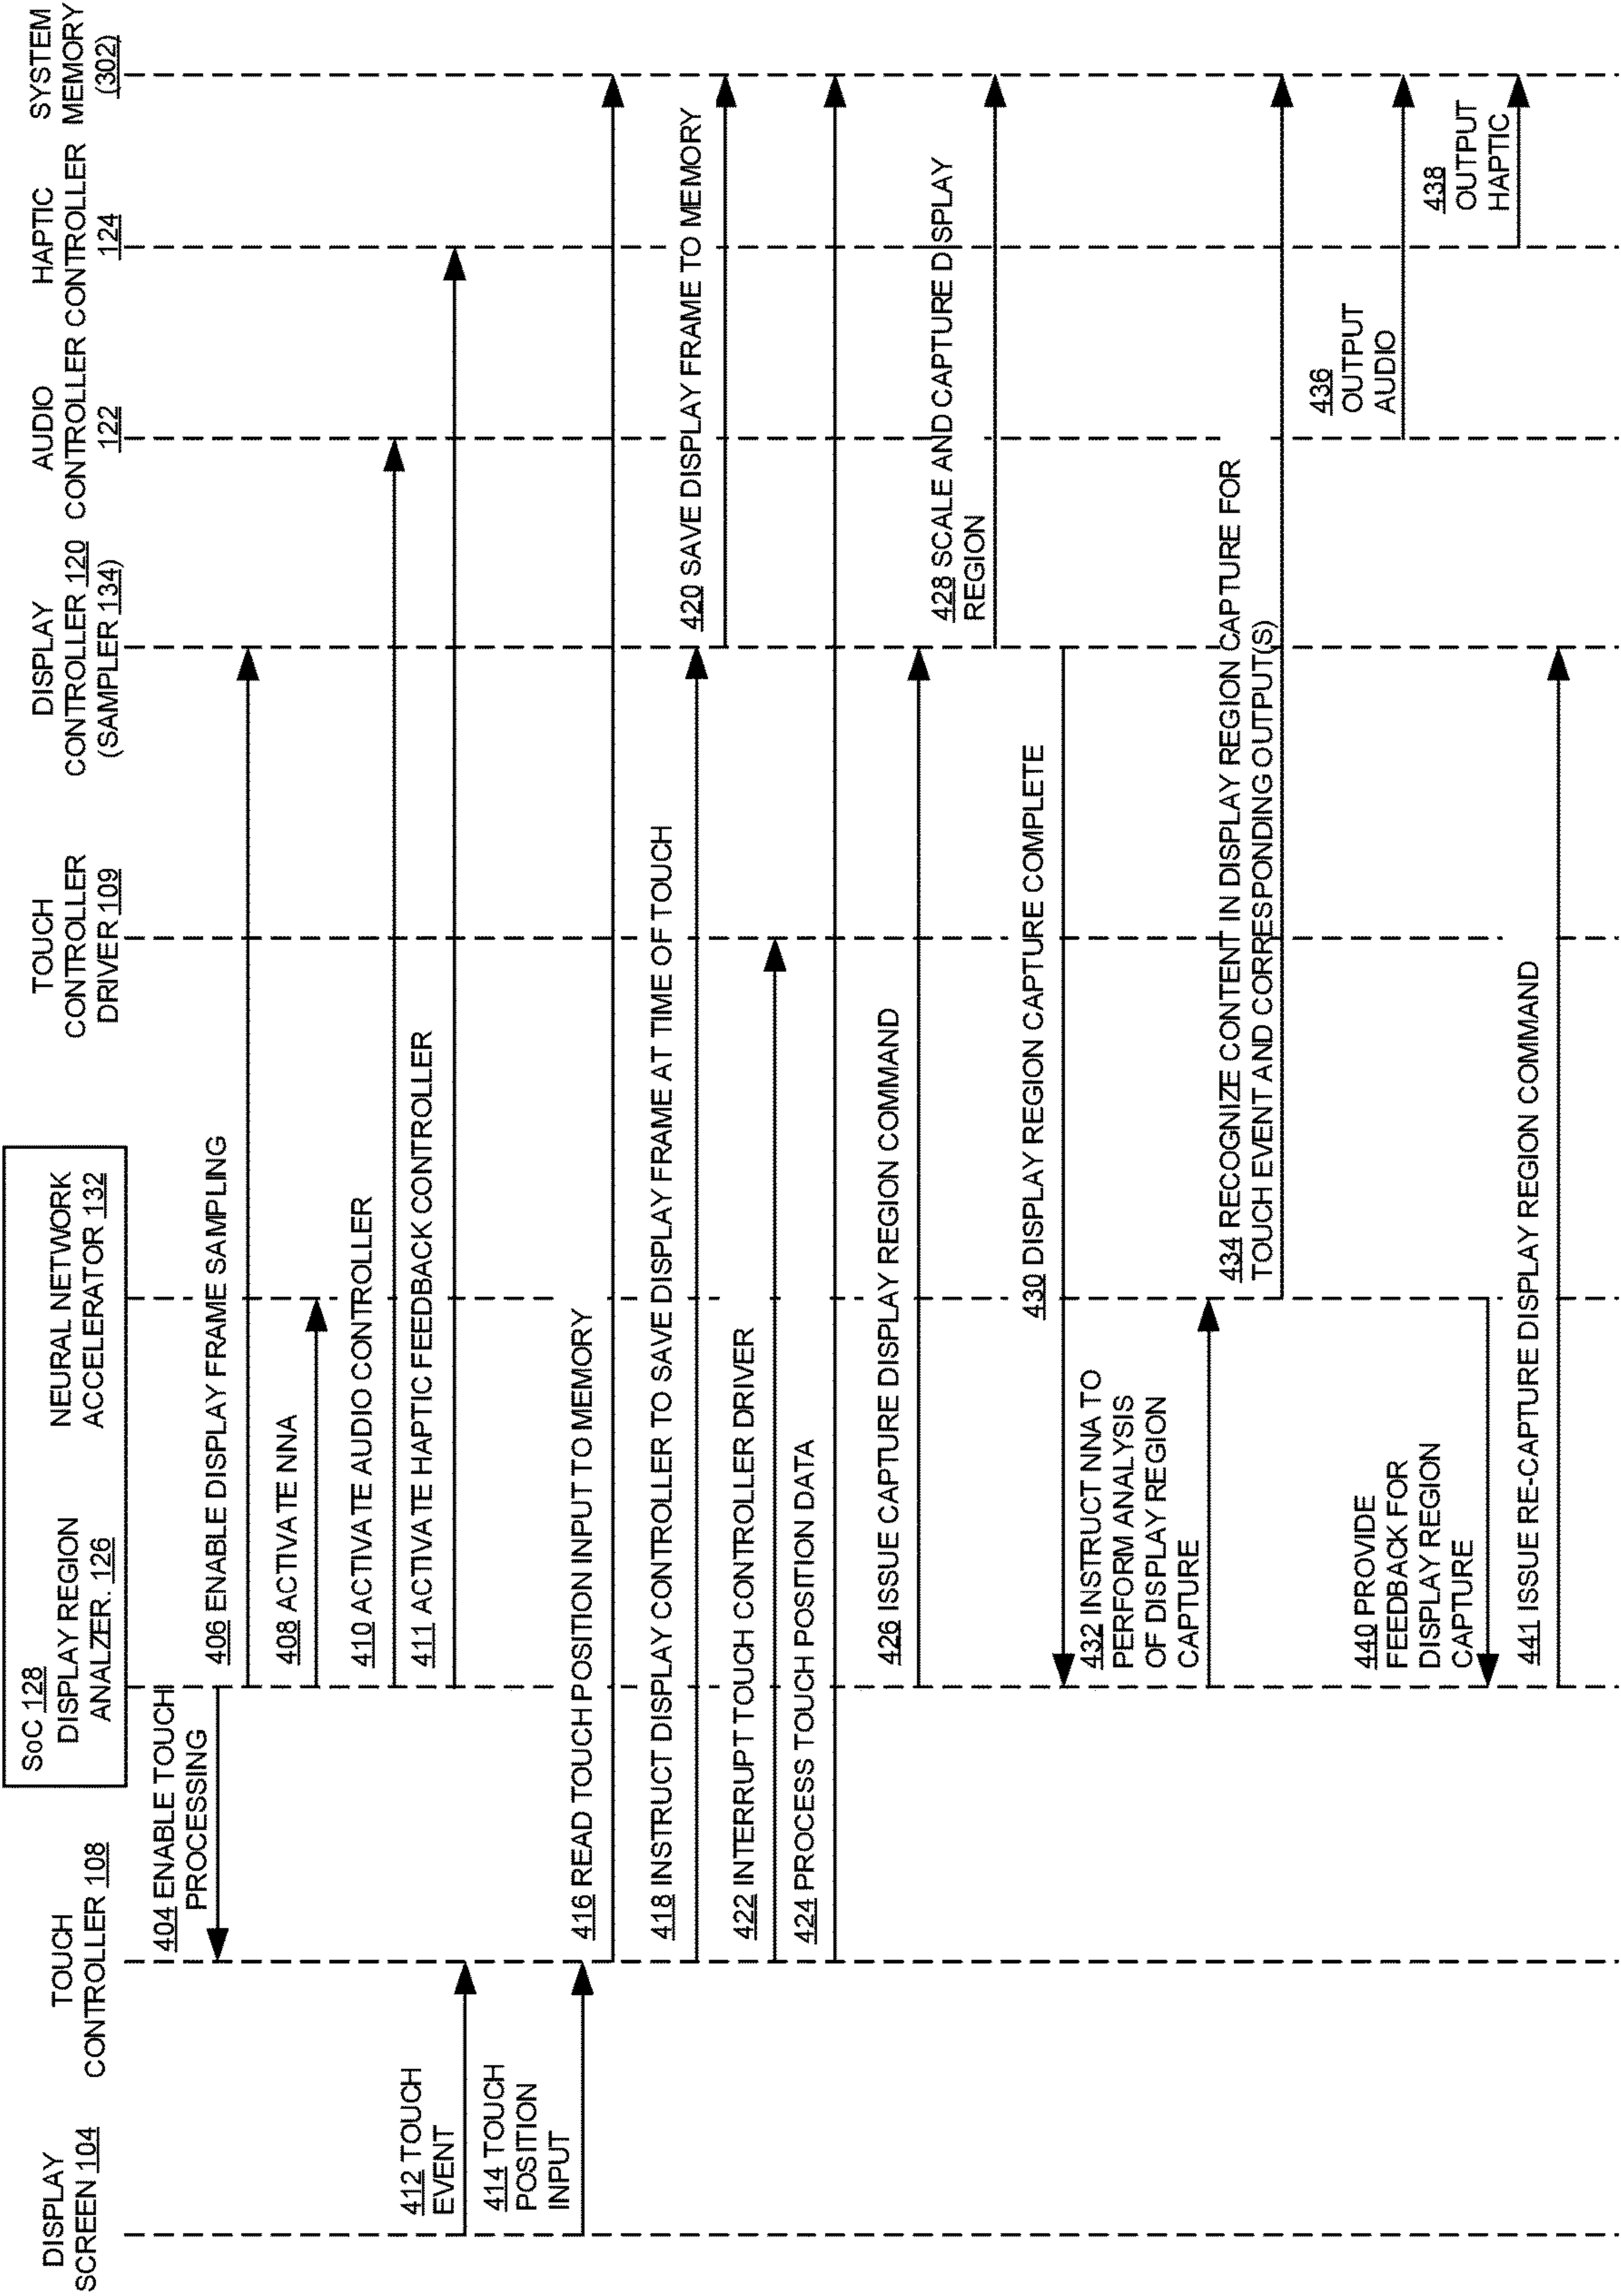 DISPLAY
SCREEN 104
TOUCH
CONTROLLER 108
SoC 128
DISPLAY REGION
ANALZER. 126
NEURAL NETWORK
ACCELERATOR 132
TOUCH
CONTROLLER
DRIVER 109
DISPLAY
CONTROLLER 120
(SAMPLER 134)
AUDIO
CONTROLLER
122
HAPTIC
CONTROLLER
124
SYSTEM
MEMORY
(302)
404 ENABLE TOUCH
PROCESSING
406 ENABLE DISPLAY FRAME SAMPLING
408 ACTIVATE NNA
410 ACTIVATE AUDIO CONTROLLER
411 ACTIVATE HAPTIC FEEDBACK CONTROLLER
412 TOUCH
EVENT
414 TOUCH
POSITION
INPUT
416 READ TOUCH POSITION INPUT TO MEMORY
418 INSTRUCT DISPLAY CONTROLLER TO SAVE DISPLAY FRAME AT TIME OF TOUCH
420 SAVE DISPLAY FRAME TO MEMORY
422 INTERRUPT TOUCH CONTROLLER DRIVER
424 PROCESS TOUCH POSITION DATA
426 ISSUE CAPTURE DISPLAY REGION COMMAND
428 SCALE AND CAPTURE DISPLAY
REGION
430 DISPLAY REGION CAPTURE COMPLETE
432 INSTRUCT NNA TO
PERFORM ANALYSIS
OF DISPLAY REGION
CAPTURE
434 RECOGNIZE CONTENT IN DISPLAY REGION CAPTURE FOR
TOUCH EVENT AND CORRESPONDING OUTPUT(S)
436
OUTPUT
AUDIO
438
OUTPUT
HAPTIC
440 PROVIDE
FEEDBACK FOR
DISPLAY REGION
CAPTURE
441 ISSUE RE-CAPTURE DISPLAY REGION COMMAND